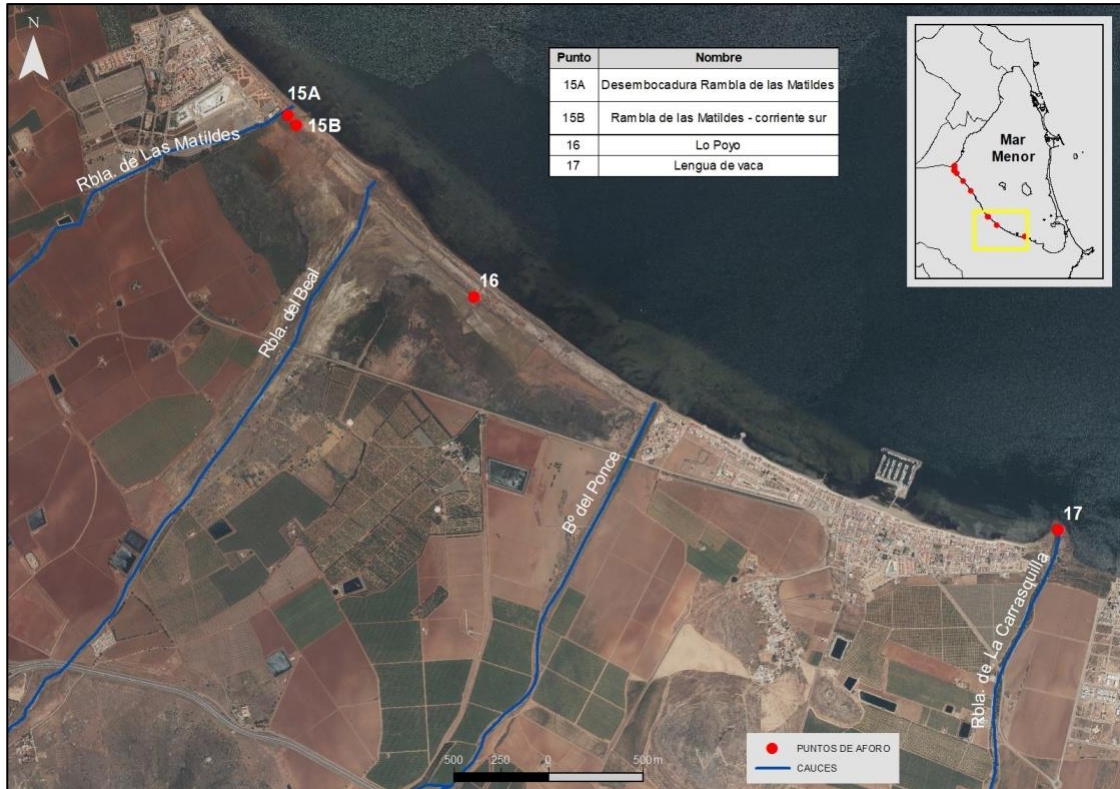 N
Punto Nombre
15A Desembocadura Rambla de las Matildes
15B Rambla de las Matildes - corriente sur
16 Lo Poyo
17 Lengua de vaca
Mar
Menor
15A
15B
Rbla. de Las Matildes
Rbla. del Beal
16
Bº del Ponce
17
Rbla. de La Carrasquilla
500 250 0 500 m
PUNTOS DE AFORO
CAUCES